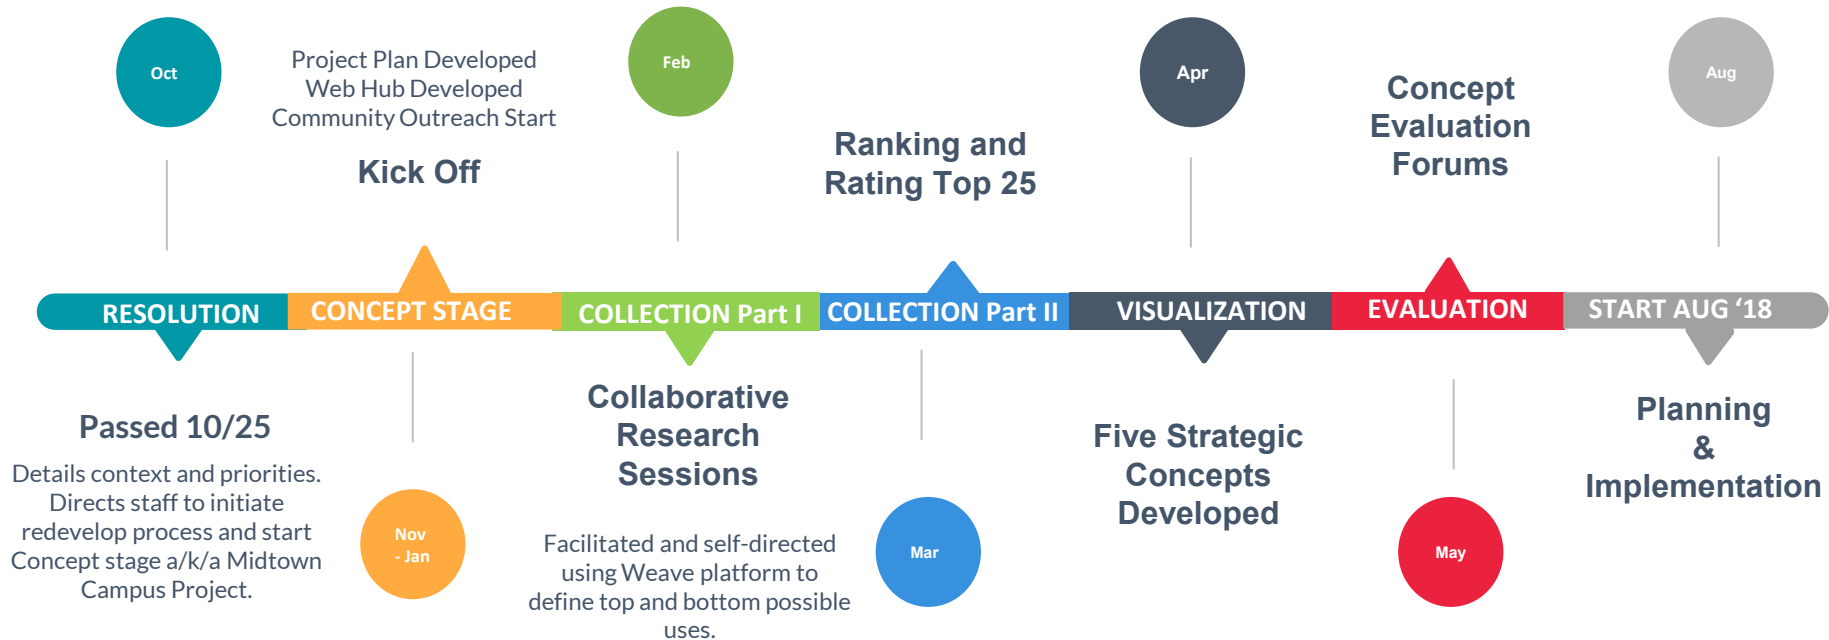 Oct
RESOLUTION
Passed 10/25
Details context and priorities.
Directs staff to initiate
redevelop process and start
Concept stage a/k/a Midtown
Campus Project.
Project Plan Developed
Web Hub Developed
Community Outreach Start
Kick Off
CONCEPT STAGE
Nov
- Jan
Feb
COLLECTION Part I
Collaborative
Research
Sessions
Facilitated and self-directed
using Weave platform to
define top and bottom possible
uses.
Ranking and
Rating Top 25
COLLECTION Part II
Mar
Apr
VISUALIZATION
Five Strategic
Concepts
Developed
Concept
Evaluation
Forums
EVALUATION
May
Aug
START AUG ‘18
Planning
&
Implementation